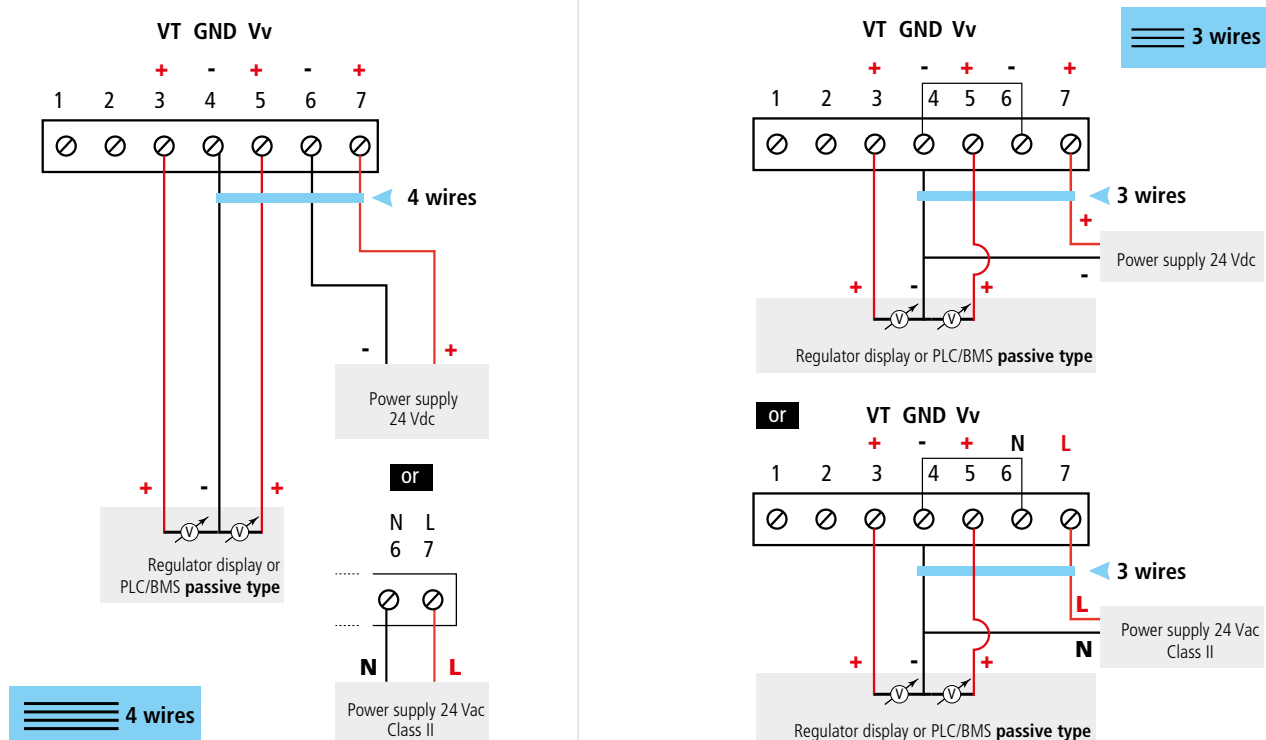 VT GND Vv
+ - + - +
1 2 3 4 5 6 7
4 wires
- +
Power supply
24 Vdc
or
N L
6 7
+ - +
V V
Regulator display or
PLC/BMS passive type
N L
Power supply 24 Vac
Class II
4 wires
3 wires
VT GND Vv
+ - + - +
1 2 3 4 5 6 7
3 wires
+
Power supply 24 Vdc
-
+ - +
V V
Regulator display or PLC/BMS passive type
or
VT GND Vv
+ - + N L
1 2 3 4 5 6 7
3 wires
L
Power supply 24 Vac
Class II
N
+ - +
V V
Regulator display or PLC/BMS passive type